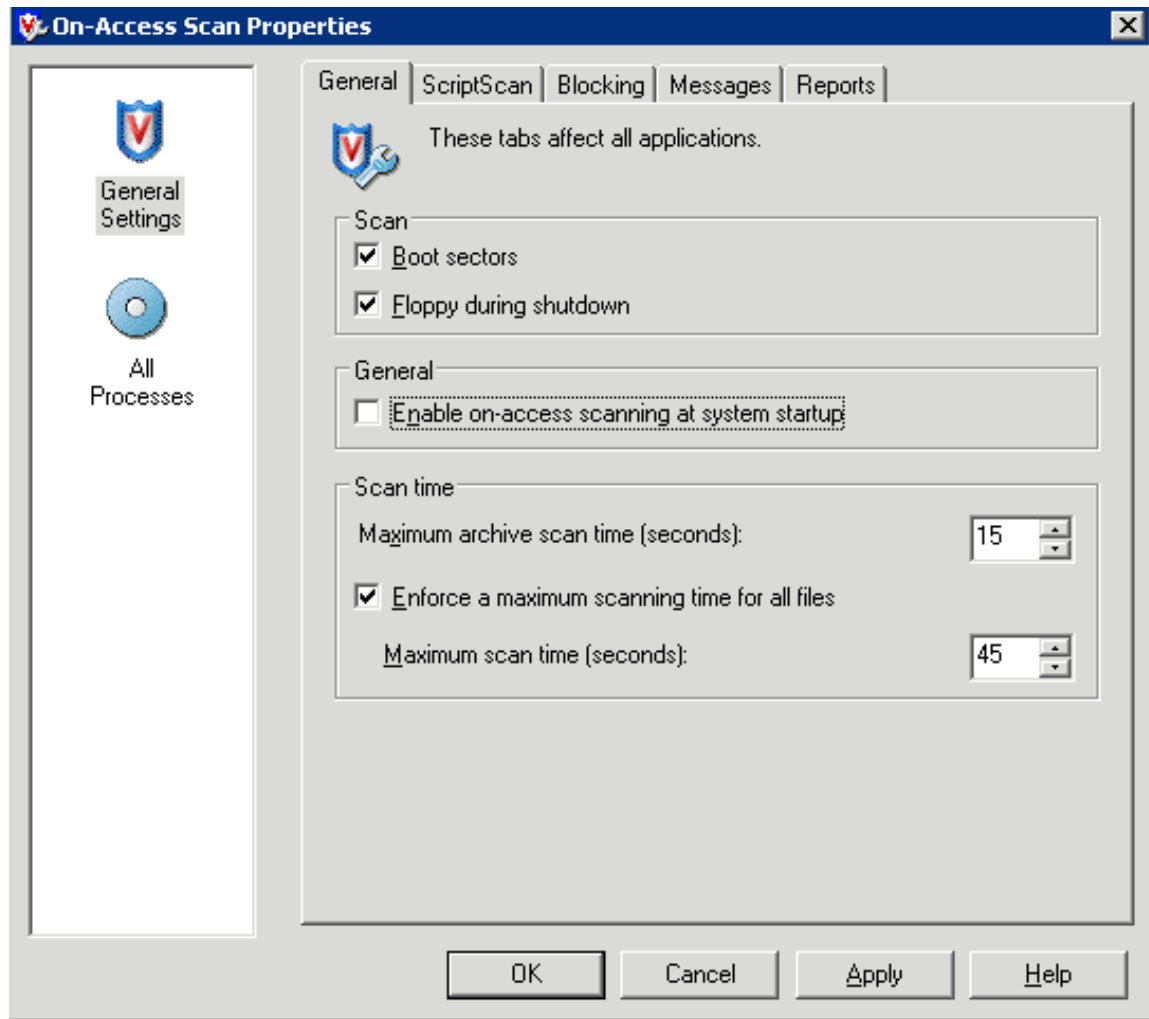 On-Access Scan Properties
General
Settings
All
Processes
General
ScriptScan
Blocking
Messages
Reports
These tabs affect all applications.
Scan
Boot sectors
Floppy during shutdown
General
Enable on-access scanning at system startup
Scan time
Maximum archive scan time (seconds):
15
Enforce a maximum scanning time for all files
Maximum scan time (seconds):
45
OK
Cancel
Apply
Help